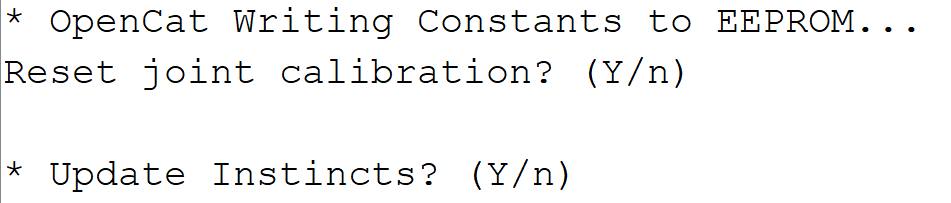 * OpenCat Writing Constants to EEPROM...
Reset joint calibration? (Y/n)
* Update Instincts? (Y/n)